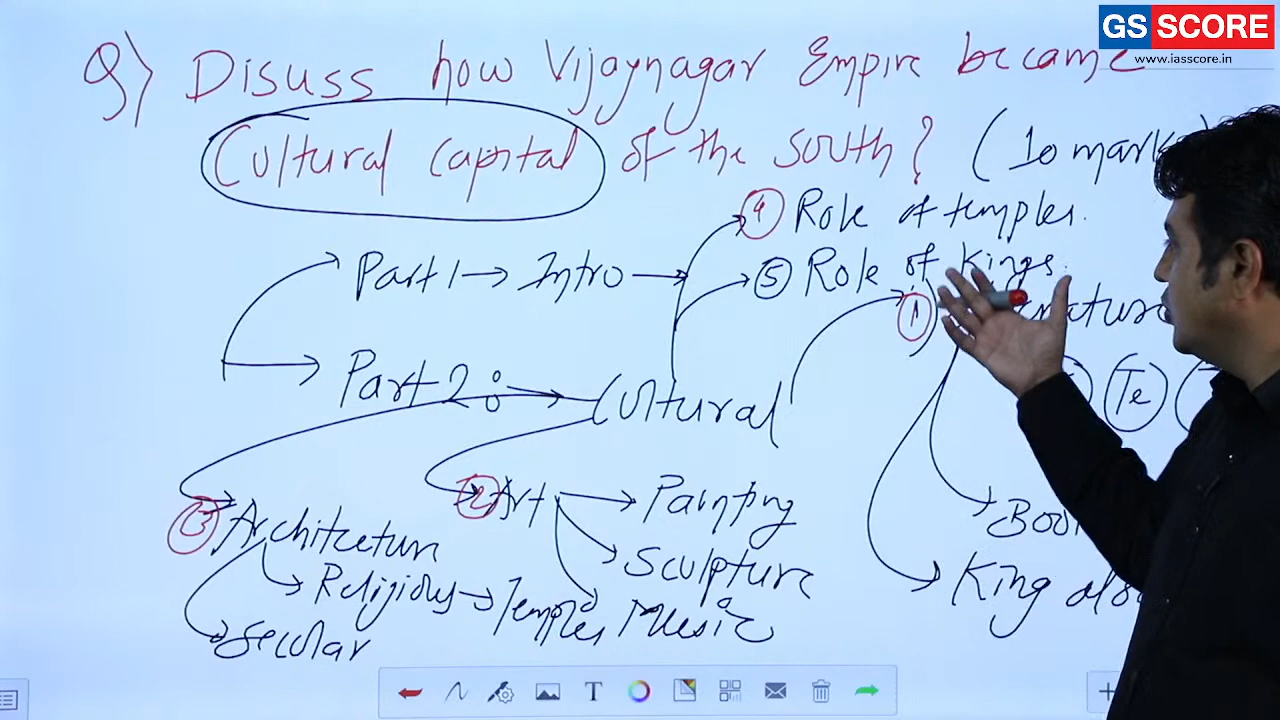 GS SCORE
www.iasscore.in
Q) Disuss how Vijaynagar Empire became
Cultural capital of the south? (10 marks
4 Role of temples.
Part 1 → Intro
5 Role of Kings.
1
Part 2 : → Cultural
Te
2 Art → Painting
3 Architecture
Sculpture
Religious → Temples
Music
Secular
King also
T